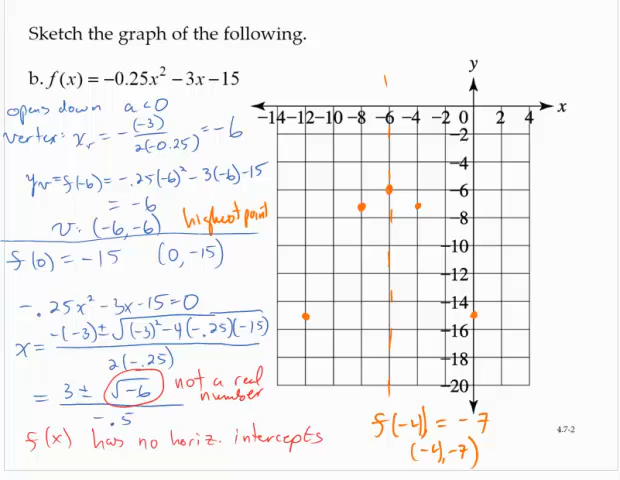 Sketch the graph of the following.
b. f(x) = −0.25x² − 3x − 15
opens down a<0
vertex: xᵥ = −(−3)/2(−0.25) = −6
yᵥ = f(−6) = −.25(−6)² − 3(−6) − 15
= −6
v: (−6, −6) highest point
f(0) = −15 (0, −15)
−.25x² − 3x − 15 = 0
x = −(−3) ± √(−3)² − 4(−.25)(−15) / 2(−.25)
= 3 ± √−6 / −.5 not a real number
f(x) has no horiz. intercepts
y
x
−14 −12 −10 −8 −6 −4 −2 0 2 4
−2
−4
−6
−8
−10
−12
−14
−16
−18
−20
f(−4) = −7
(−4, −7)
4.7-2